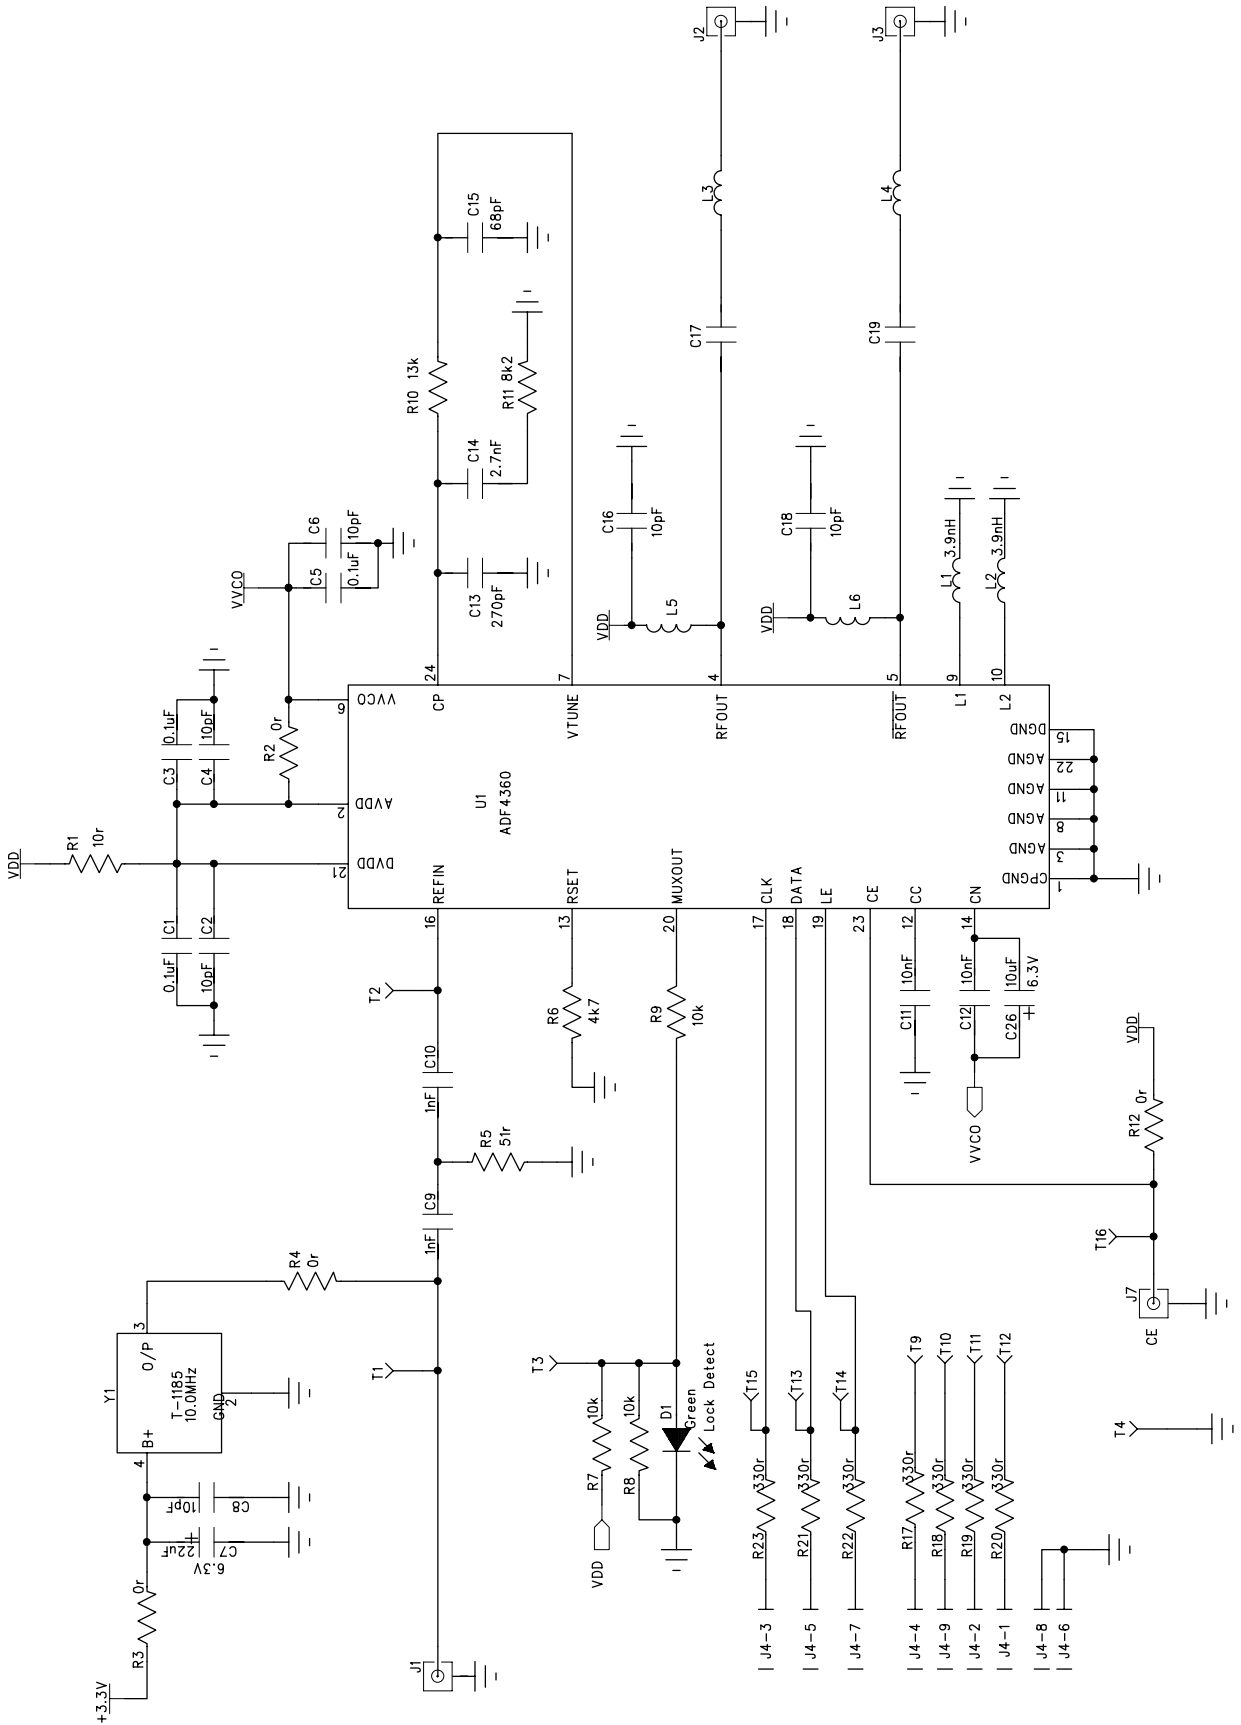 J2
J3
L3
L4
C15
68pF
R10 13k
R11 8k2
C14
2.7nF
C13
270pF
C17
C19
C16
10pF
C18
10pF
VDD
L5
VDD
L6
L1
3.9nH
L2
3.9nH
VVCO
C5
0.1uF
C6
10pF
C3
0.1uF
C4
10pF
R2
0r
VDD
R1
10r
C1
0.1uF
C2
10pF
U1
ADF4360
21
DVDD
2
AVDD
6
VVCO
24
CP
7
VTUNE
4
RFOUT
5
RFOUT
9
L1
10
L2
DGND
15
AGND
22
AGND
11
AGND
8
AGND
3
CPGND
1
REFIN
16
RSET
13
MUXOUT
20
CLK
17
DATA
18
LE
19
CE
23
CC
12
CN
14
T2
C10
1nF
R5
51r
C9
1nF
R6
4k7
R9
10k
C11
10nF
C12
10nF
C26
10uF
6.3V
+
VVCO
VDD
R12
0r
T16
J7
CE
T4
R4
0r
Y1
T-1185
10.0MHz
O/P
3
GND
2
B+
4
C8
10pF
C7
22uF
+
6.3V
R3
0r
+3.3V
T1
J1
T3
R7
10k
R8
10k
VDD
D1
Green
Lock Detect
T15
T13
T14
R23
330r
R21
330r
R22
330r
T9
T10
T11
T12
R17
330r
R18
330r
R19
330r
R20
330r
J4-3
J4-5
J4-7
J4-4
J4-9
J4-2
J4-1
J4-8
J4-6